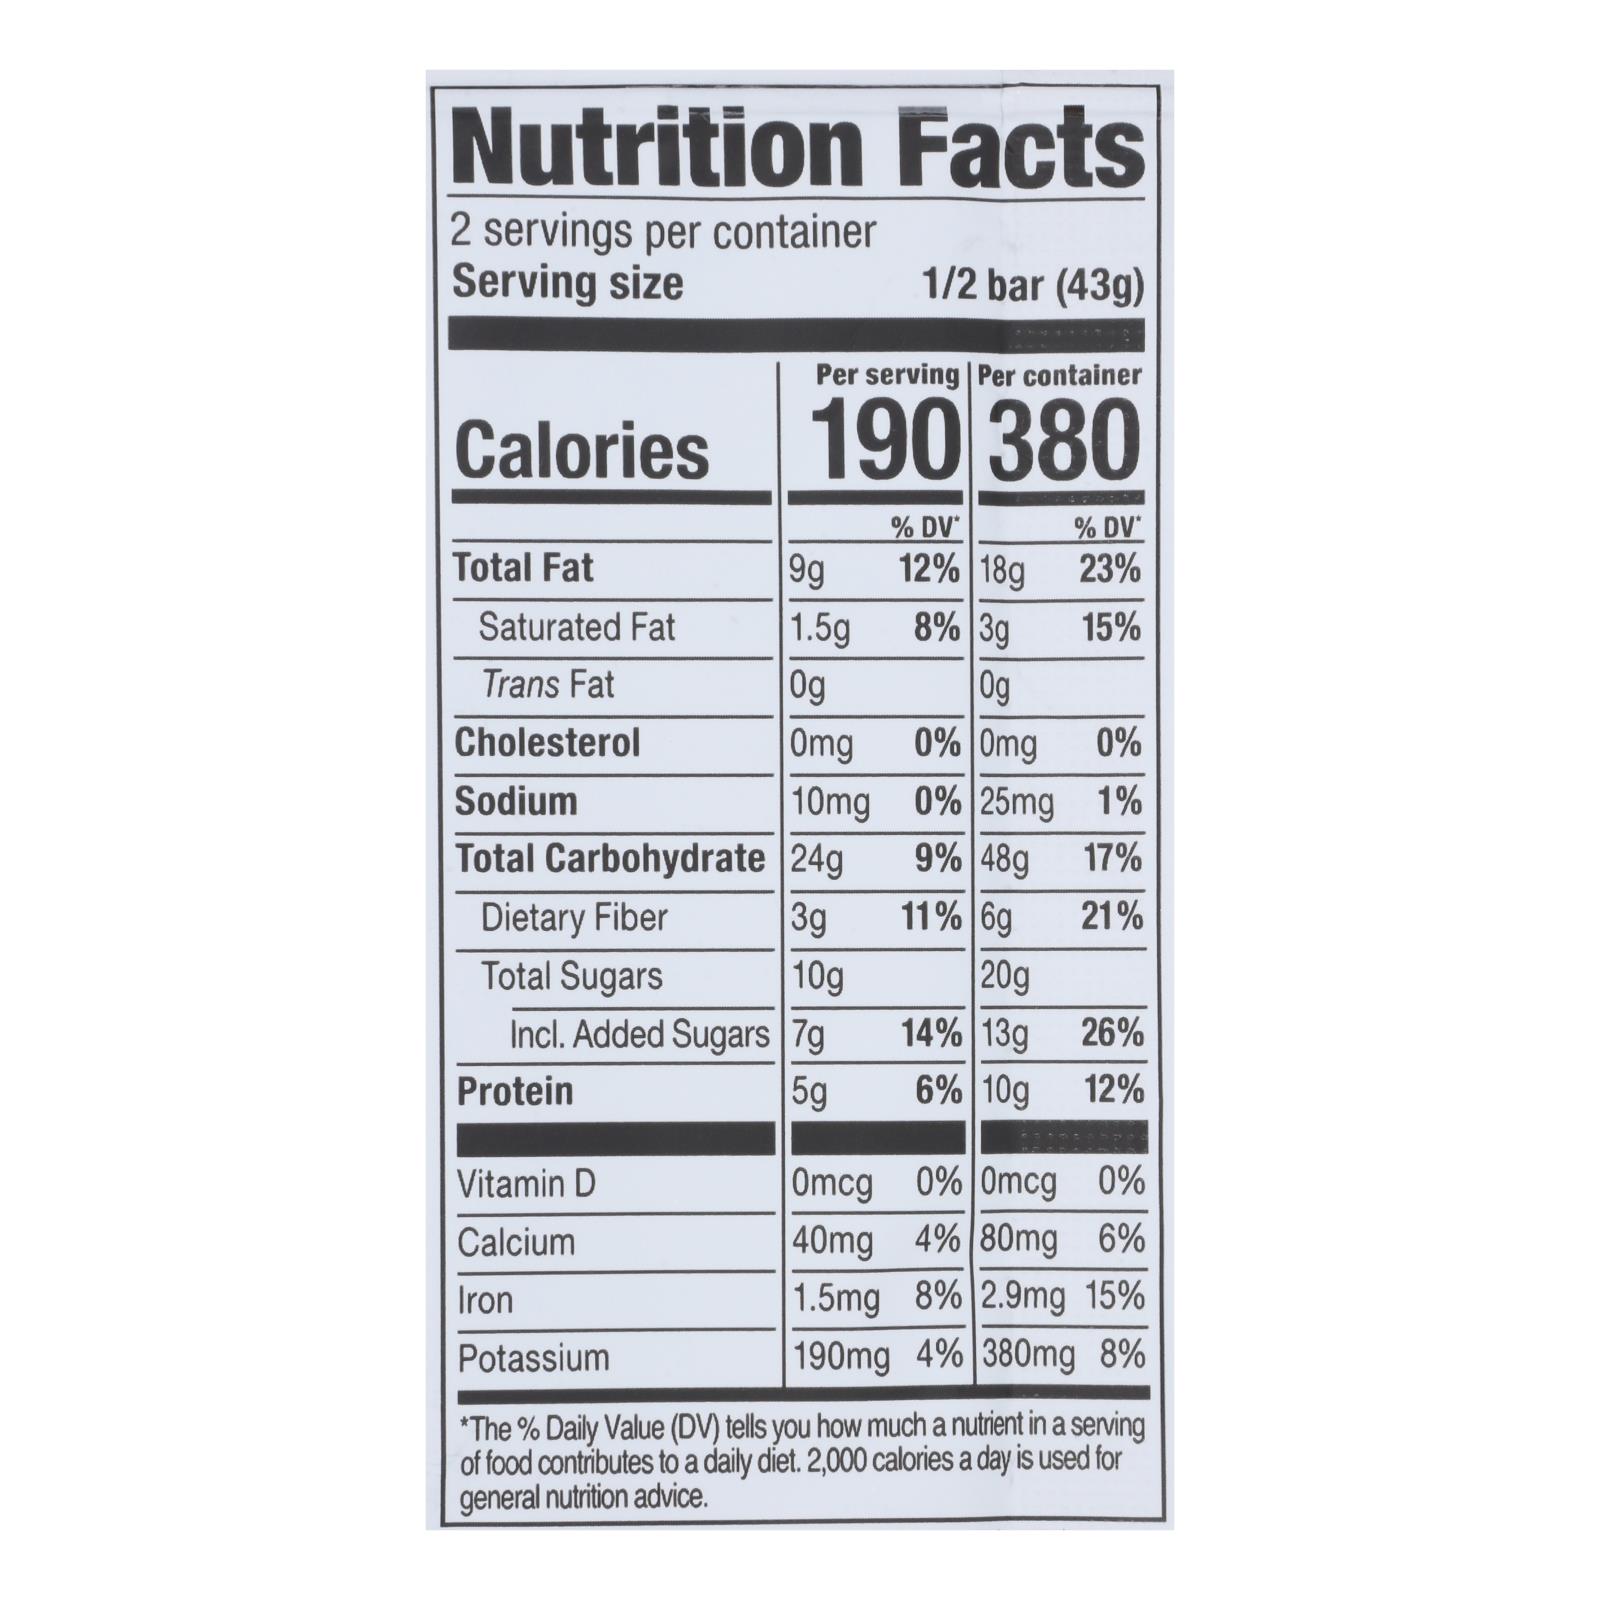 Nutrition Facts
2 servings per container
Serving size 1/2 bar (43g)
Per serving Per container
Calories 190 380
% DV* % DV*
Total Fat 9g 12% 18g 23%
Saturated Fat 1.5g 8% 3g 15%
Trans Fat 0g 0g
Cholesterol 0mg 0% 0mg 0%
Sodium 10mg 0% 25mg 1%
Total Carbohydrate 24g 9% 48g 17%
Dietary Fiber 3g 11% 6g 21%
Total Sugars 10g 20g
Incl. Added Sugars 7g 14% 13g 26%
Protein 5g 6% 10g 12%
Vitamin D 0mcg 0% 0mcg 0%
Calcium 40mg 4% 80mg 6%
Iron 1.5mg 8% 2.9mg 15%
Potassium 190mg 4% 380mg 8%
*The % Daily Value (DV) tells you how much a nutrient in a serving
of food contributes to a daily diet. 2,000 calories a day is used for
general nutrition advice.